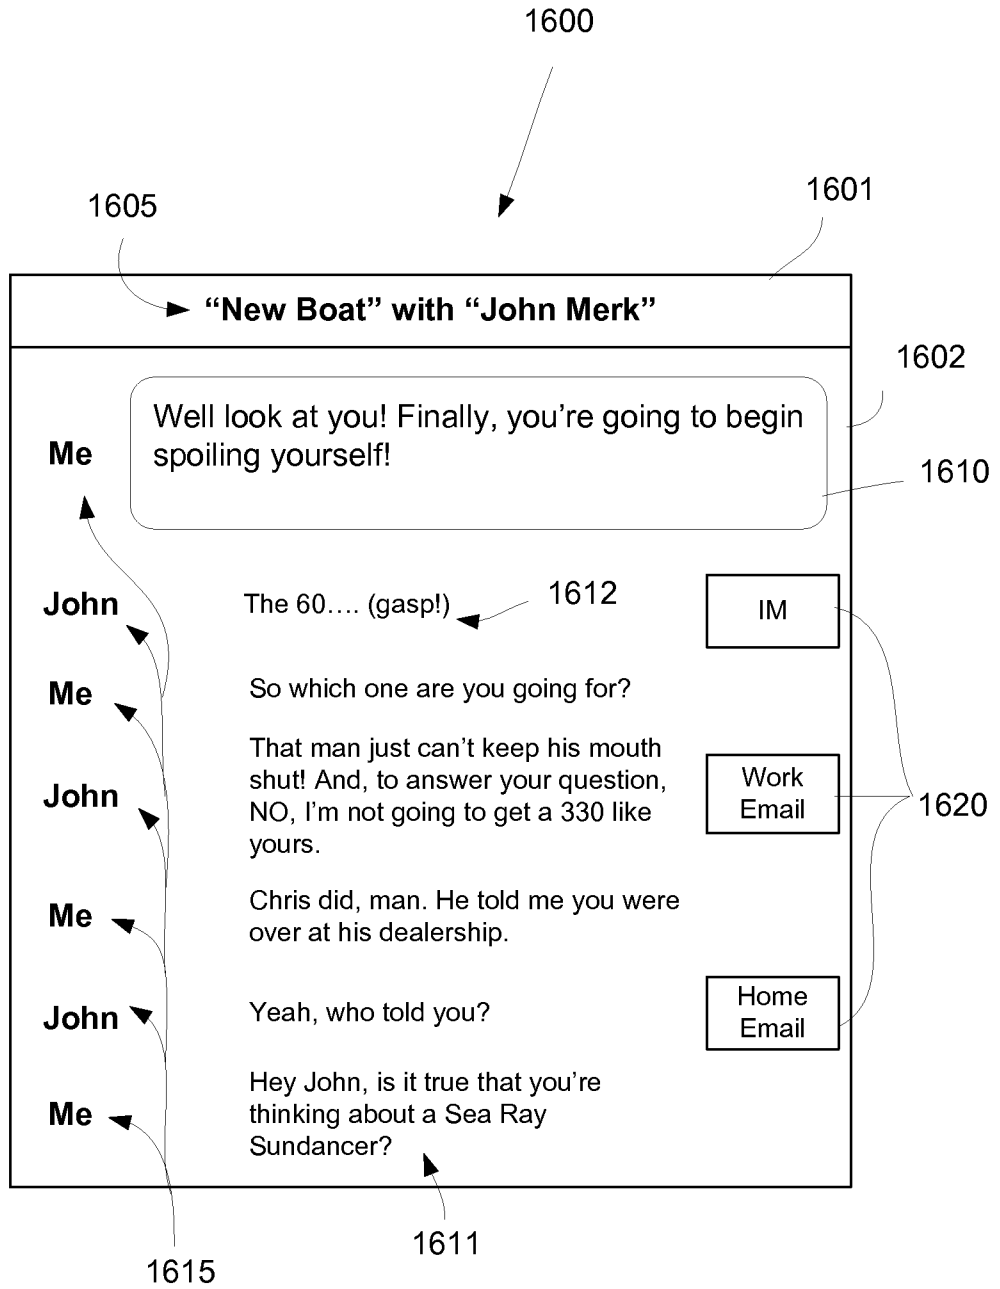 1600
1601
1605
“New Boat” with “John Merk”
1602
Well look at you! Finally, you’re going to begin
spoiling yourself!
Me
1610
John
The 60…. (gasp!)
1612
IM
Me
So which one are you going for?
John
That man just can’t keep his mouth
shut! And, to answer your question,
NO, I’m not going to get a 330 like
yours.
Work
Email
1620
Me
Chris did, man. He told me you were
over at his dealership.
John
Yeah, who told you?
Home
Email
Me
Hey John, is it true that you’re
thinking about a Sea Ray
Sundancer?
1611
1615